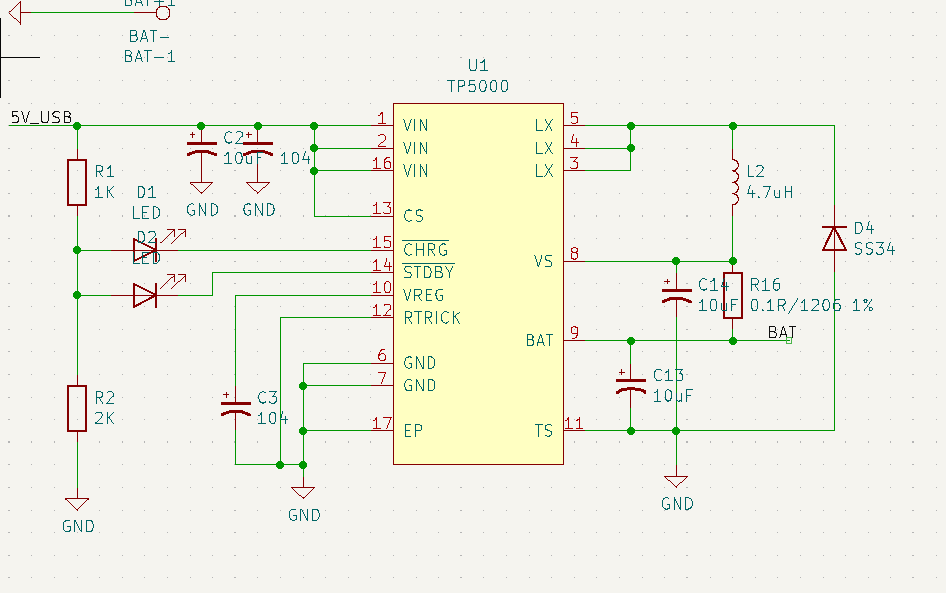 BAT+1
BAT-
BAT-1
U1
TP5000
5V_USB
1 VIN
2 VIN
16 VIN
13 CS
15 CHRG
14 STDBY
10 VREG
12 RTRICK
6 GND
7 GND
17 EP
LX 5
LX 4
LX 3
VS 8
BAT 9
TS 11
R1
1K
D1
LED
D2
LED
R2
2K
GND
+
C2
10u
GND
+
104
GND
+
C3
104
GND
L2
4.7uH
D4
SS34
+
C14
10uF
R16
0.1R/1206 1%
BAT
+
C13
10uF
GND